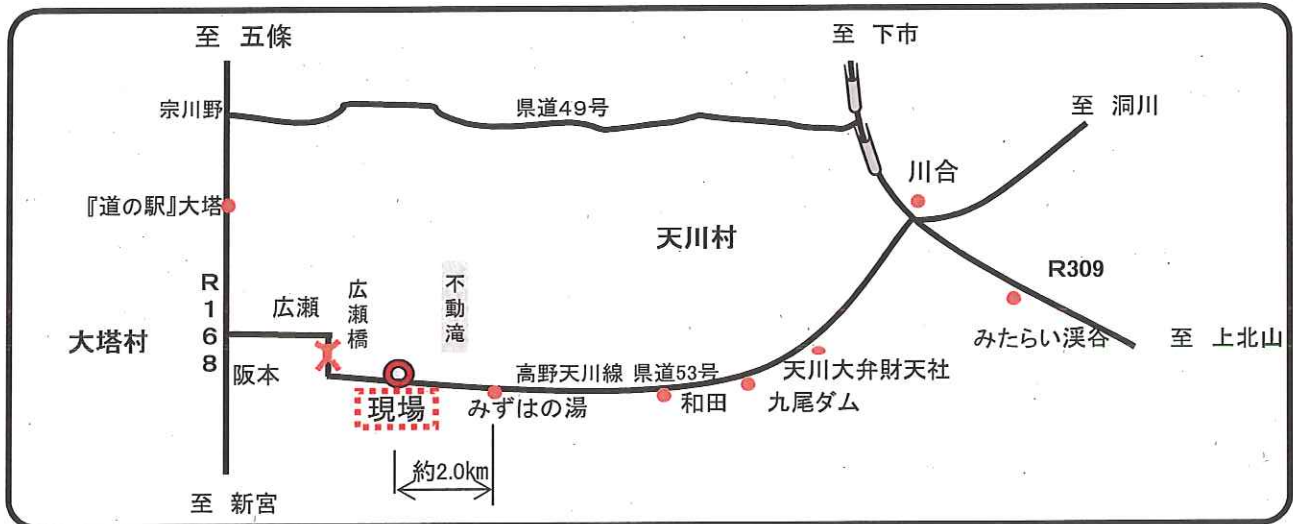 至 五條
至 下市
宗川野
県道49号
至 洞川
川合
『道の駅』大塔
天川村
R168
広瀬
広瀬橋
不動滝
R309
大塔村
みたらい渓谷
至 上北山
阪本
高野天川線 県道53号
天川大弁財天社
現場
みずはの湯
和田
九尾ダム
約2.0km
至 新宮